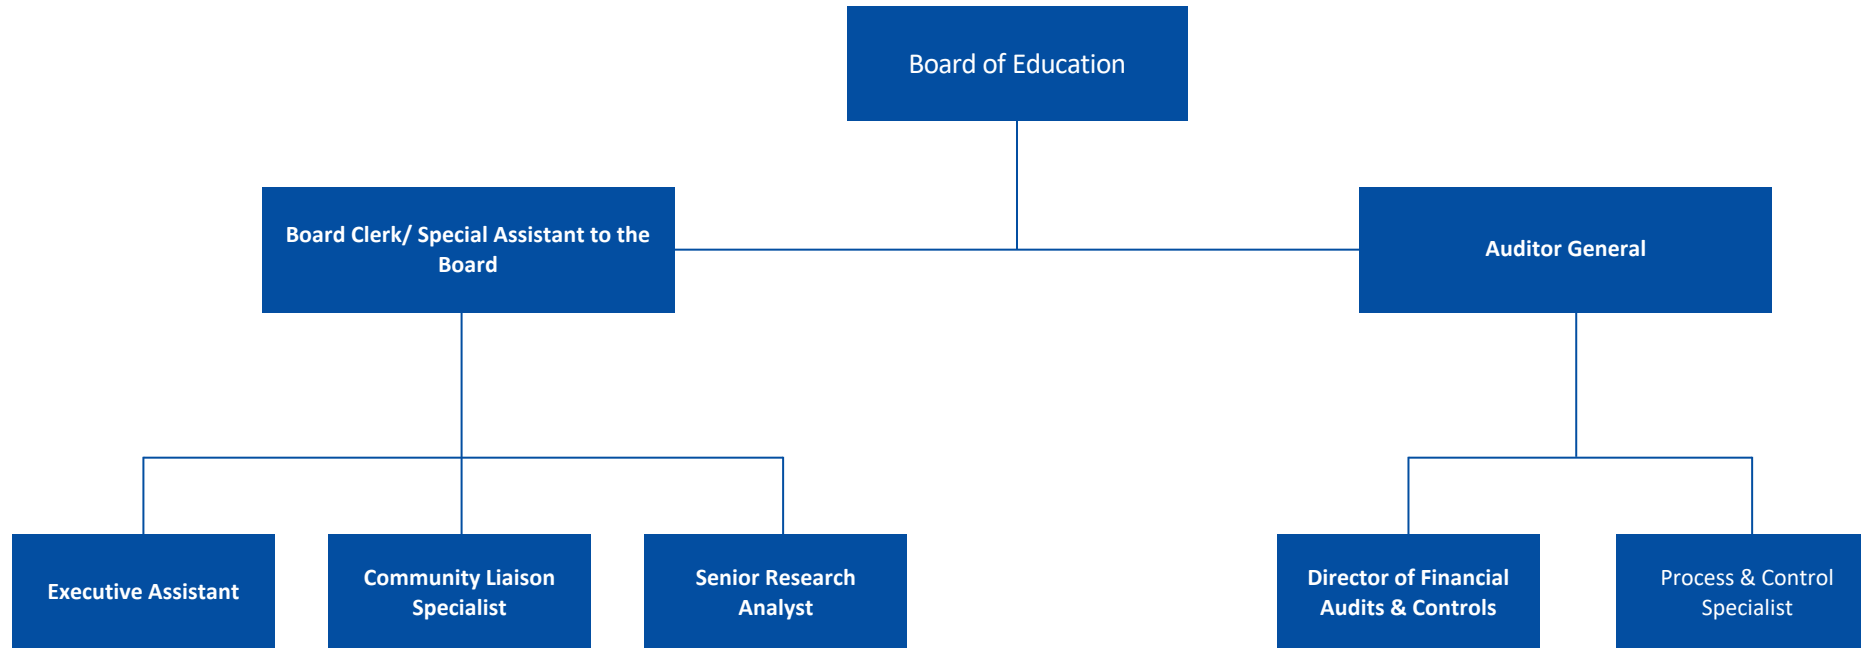 Board of Education
Board Clerk/ Special Assistant to the
Board
Auditor General
Executive Assistant
Community Liaison
Specialist
Senior Research
Analyst
Director of Financial
Audits & Controls
Process & Control
Specialist